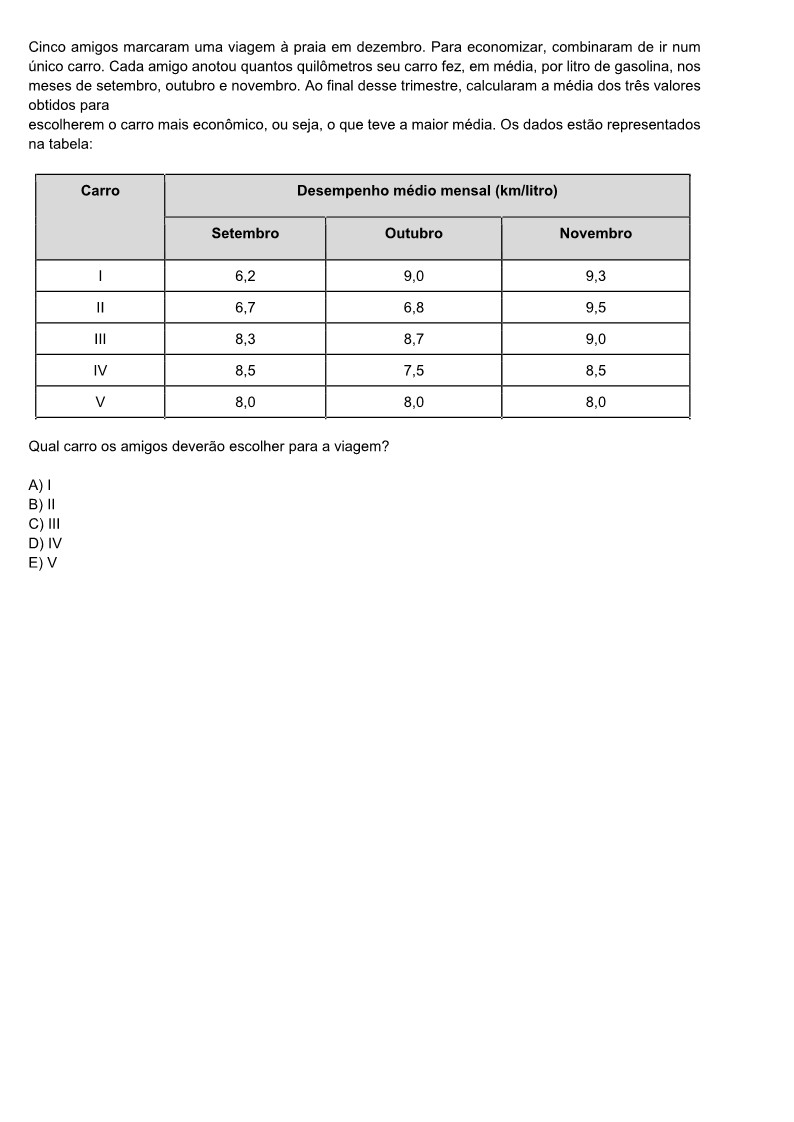 Cinco amigos marcaram uma viagem à praia em dezembro. Para economizar, combinaram de ir num
único carro. Cada amigo anotou quantos quilômetros seu carro fez, em média, por litro de gasolina, nos
meses de setembro, outubro e novembro. Ao final desse trimestre, calcularam a média dos três valores
obtidos para
escolherem o carro mais econômico, ou seja, o que teve a maior média. Os dados estão representados
na tabela:
Carro Desempenho médio mensal (km/litro)
Setembro Outubro Novembro
I 6,2 9,0 9,3
II 6,7 6,8 9,5
III 8,3 8,7 9,0
IV 8,5 7,5 8,5
V 8,0 8,0 8,0
Qual carro os amigos deverão escolher para a viagem?
A) I
B) II
C) III
D) IV
E) V